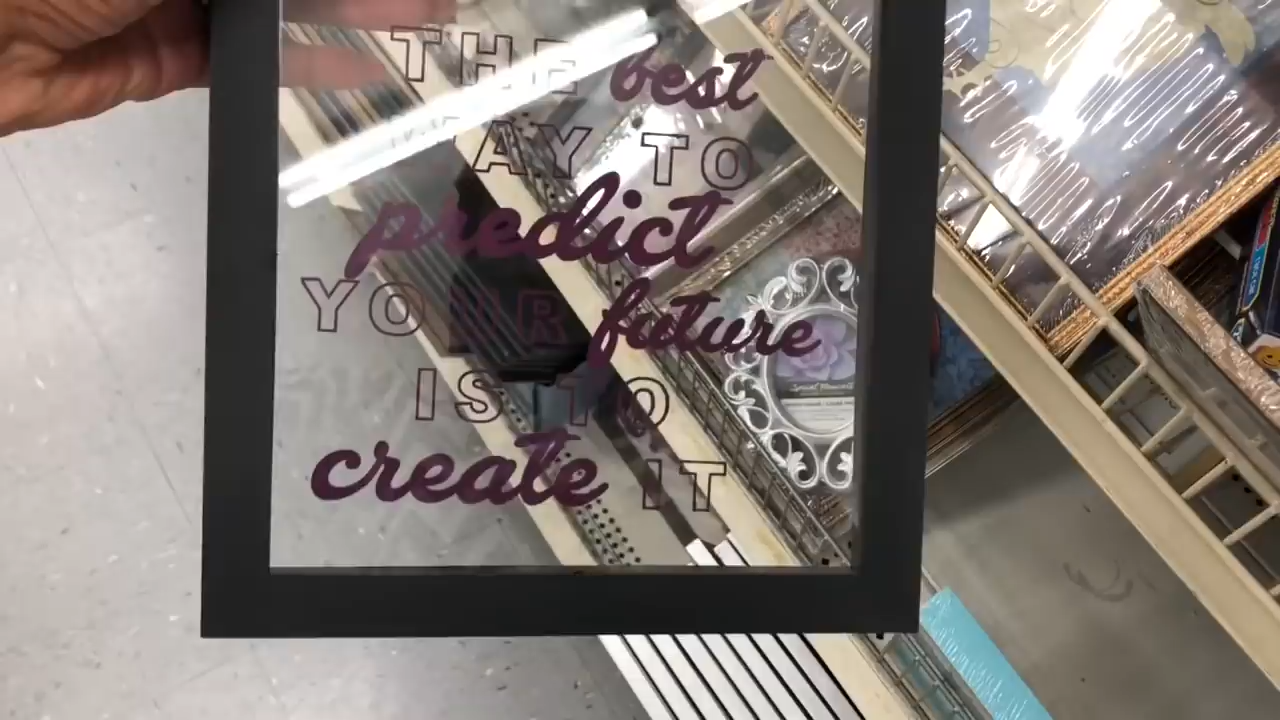 THE best
WAY TO
predict
YOUR future
IS TO
create IT